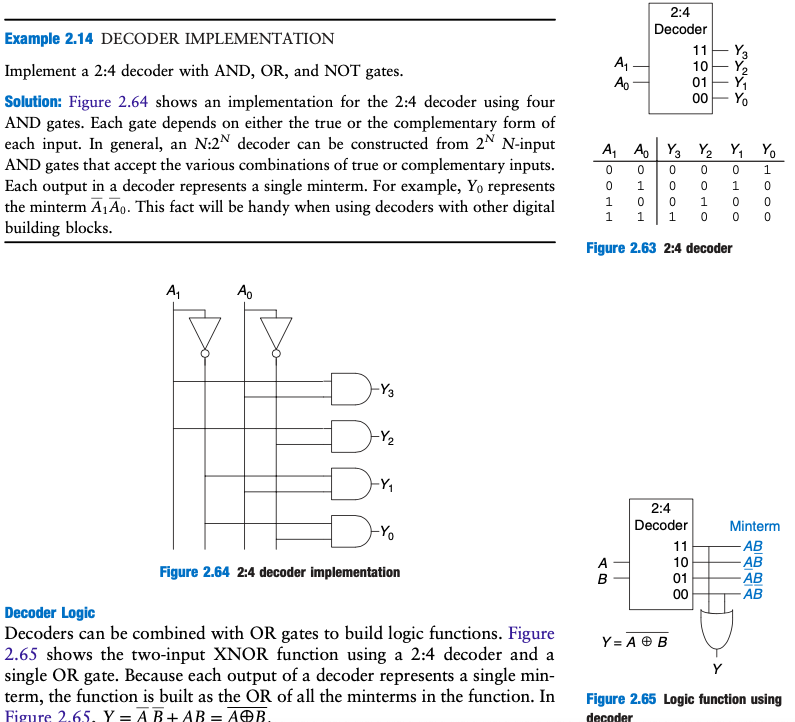 Example 2.14 DECODER IMPLEMENTATION
Implement a 2:4 decoder with AND, OR, and NOT gates.
Solution: Figure 2.64 shows an implementation for the 2:4 decoder using four
AND gates. Each gate depends on either the true or the complementary form of
each input. In general, an N:2^N decoder can be constructed from 2^N N-input
AND gates that accept the various combinations of true or complementary inputs.
Each output in a decoder represents a single minterm. For example, Y₀ represents
the minterm A̅₁A̅₀. This fact will be handy when using decoders with other digital
building blocks.
2:4
Decoder
A₁
A₀
11 Y₃
10 Y₂
01 Y₁
00 Y₀
A₁ A₀ Y₃ Y₂ Y₁ Y₀
0 0 0 0 0 1
0 1 0 0 1 0
1 0 0 1 0 0
1 1 1 0 0 0
Figure 2.63 2:4 decoder
A₁ A₀
Y₃
Y₂
Y₁
Y₀
Figure 2.64 2:4 decoder implementation
Decoder Logic
Decoders can be combined with OR gates to build logic functions. Figure
2.65 shows the two-input XNOR function using a 2:4 decoder and a
single OR gate. Because each output of a decoder represents a single min-
term, the function is built as the OR of all the minterms in the function. In
Figure 2.65, Y = A̅ B̅ + AB = A̅⊕̅B̅.
2:4
Decoder
Minterm
A
B
11 AB
10 AB̅
01 A̅B
00 A̅B̅
Y = A̅ ⊕̅ B̅
Y
Figure 2.65 Logic function using
decoder